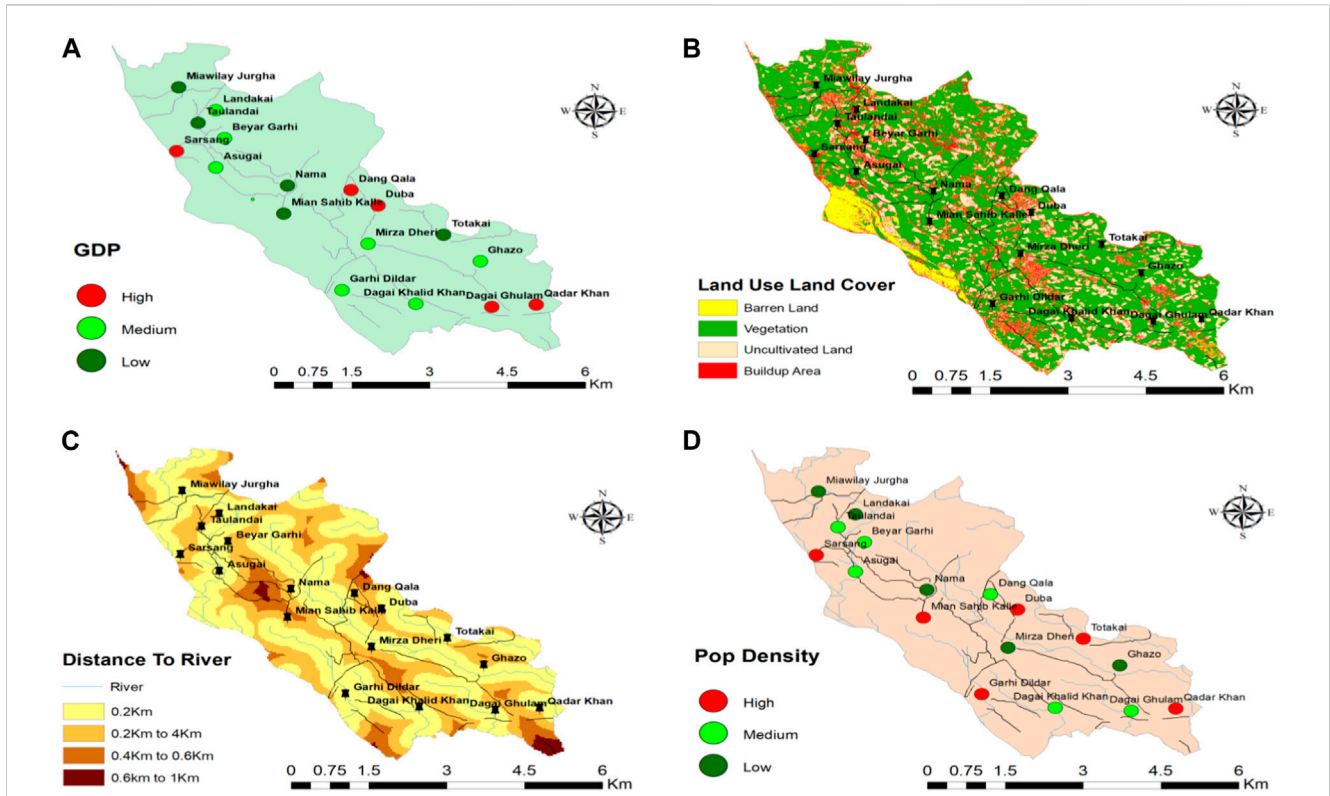 A
Miawilay Jurgha
Landakai
Taulandai
Beyar Garhi
Sarsang
Asugai
Nama
Dang Qala
Mian Sahib Kalle
Duba
Totakai
Mirza Dheri
Ghazo
Garhi Dildar
Dagai Khalid Khan
Dagai Ghulam
Qadar Khan
N
W E
S
GDP
High
Medium
Low
0 0.75 1.5 3 4.5 6
Km
B
Miawilay Jurgha
Landakai
Taulandai
Beyar Garhi
Sarsang
Asugai
Nama
Dang Qala
Duba
Mian Sahib Kalle
Totakai
Mirza Dheri
Ghazo
Garhi Dildar
Dagai Khalid Khan
Dagai Ghulam
Qadar Khan
N
W E
S
Land Use Land Cover
Barren Land
Vegetation
Uncultivated Land
Buildup Area
0 0.75 1.5 3 4.5 6
Km
C
Miawilay Jurgha
Landakai
Taulandai
Beyar Garhi
Sarsang
Asugai
Nama
Dang Qala
Duba
Mian Sahib Kalle
Totakai
Mirza Dheri
Ghazo
Garhi Dildar
Dagai Khalid Khan
Dagai Ghulam
Qadar Khan
N
W E
S
Distance To River
River
0.2Km
0.2Km to 4Km
0.4Km to 0.6Km
0.6km to 1Km
0 0.75 1.5 3 4.5 6
Km
D
Miawilay Jurgha
Landakai
Taulandai
Beyar Garhi
Sarsang
Asugai
Nama
Dang Qala
Mian Sahib Kalle
Duba
Totakai
Mirza Dheri
Ghazo
Garhi Dildar
Dagai Khalid Khan
Dagai Ghulam
Qadar Khan
N
W E
S
Pop Density
High
Medium
Low
0 0.75 1.5 3 4.5 6
Km